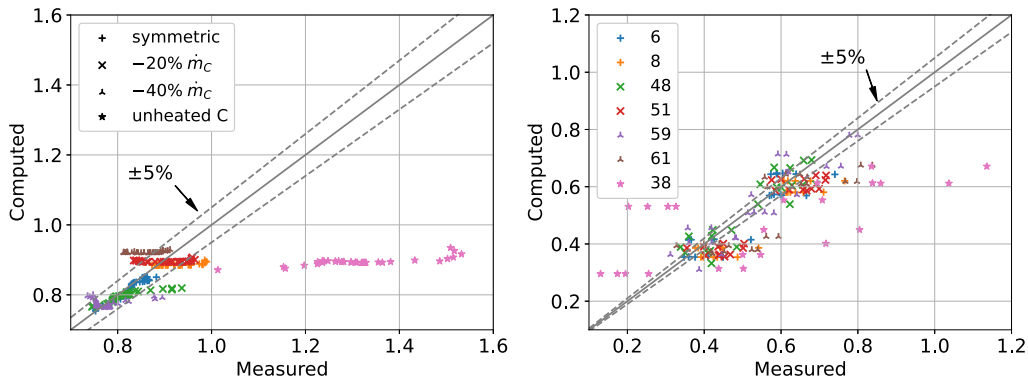 1.6
1.4
1.2
1.0
0.8
Computed
symmetric
−20% ṁ_C
−40% ṁ_C
unheated C
±5%
0.8 1.0 1.2 1.4 1.6
Measured
1.2
1.0
0.8
0.6
0.4
0.2
Computed
6
8
48
51
59
61
38
±5%
0.2 0.4 0.6 0.8 1.0 1.2
Measured